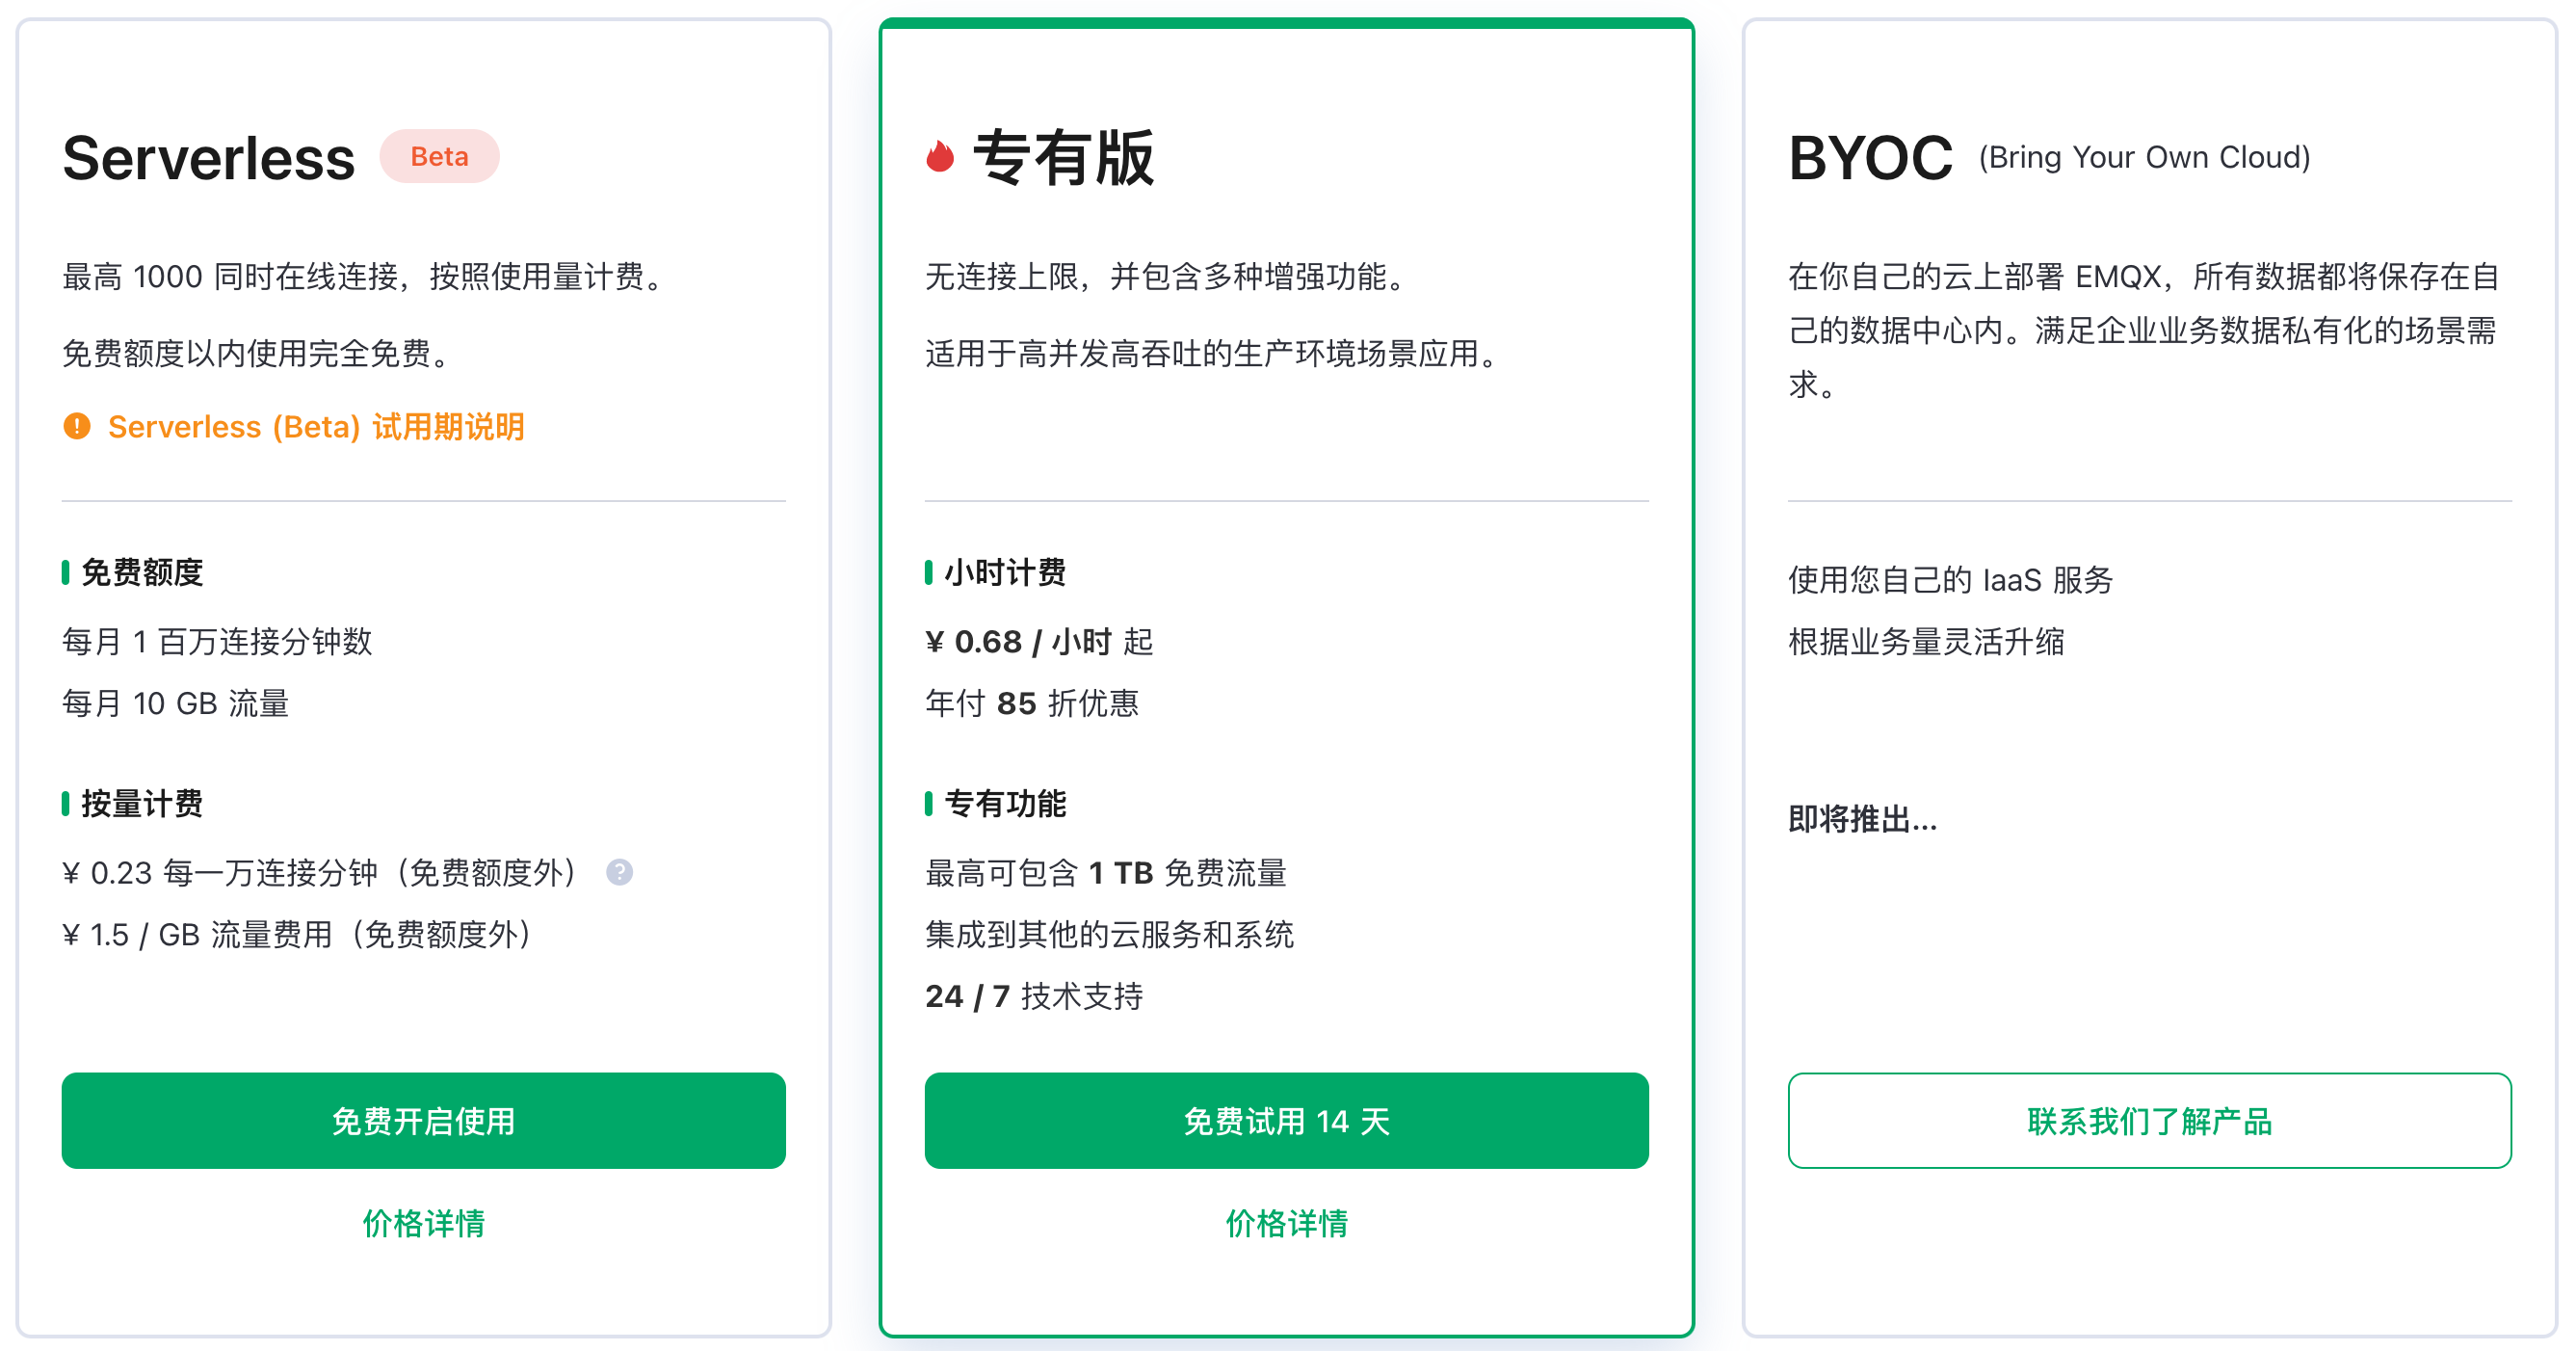 Serverless Beta
最高 1000 同时在线连接，按照使用量计费。
免费额度以内使用完全免费。
Serverless (Beta) 试用期说明
免费额度
每月 1 百万连接分钟数
每月 10 GB 流量
按量计费
¥ 0.23 每一万连接分钟（免费额度外）
¥ 1.5 / GB 流量费用（免费额度外）
免费开启使用
价格详情
专有版
无连接上限，并包含多种增强功能。
适用于高并发高吞吐的生产环境场景应用。
小时计费
¥ 0.68 / 小时 起
年付 85 折优惠
专有功能
最高可包含 1 TB 免费流量
集成到其他的云服务和系统
24 / 7 技术支持
免费试用 14 天
价格详情
BYOC (Bring Your Own Cloud)
在你自己的云上部署 EMQX，所有数据都将保存在自
己的数据中心内。满足企业业务数据私有化的场景需
求。
使用您自己的 IaaS 服务
根据业务量灵活升缩
即将推出...
联系我们了解产品